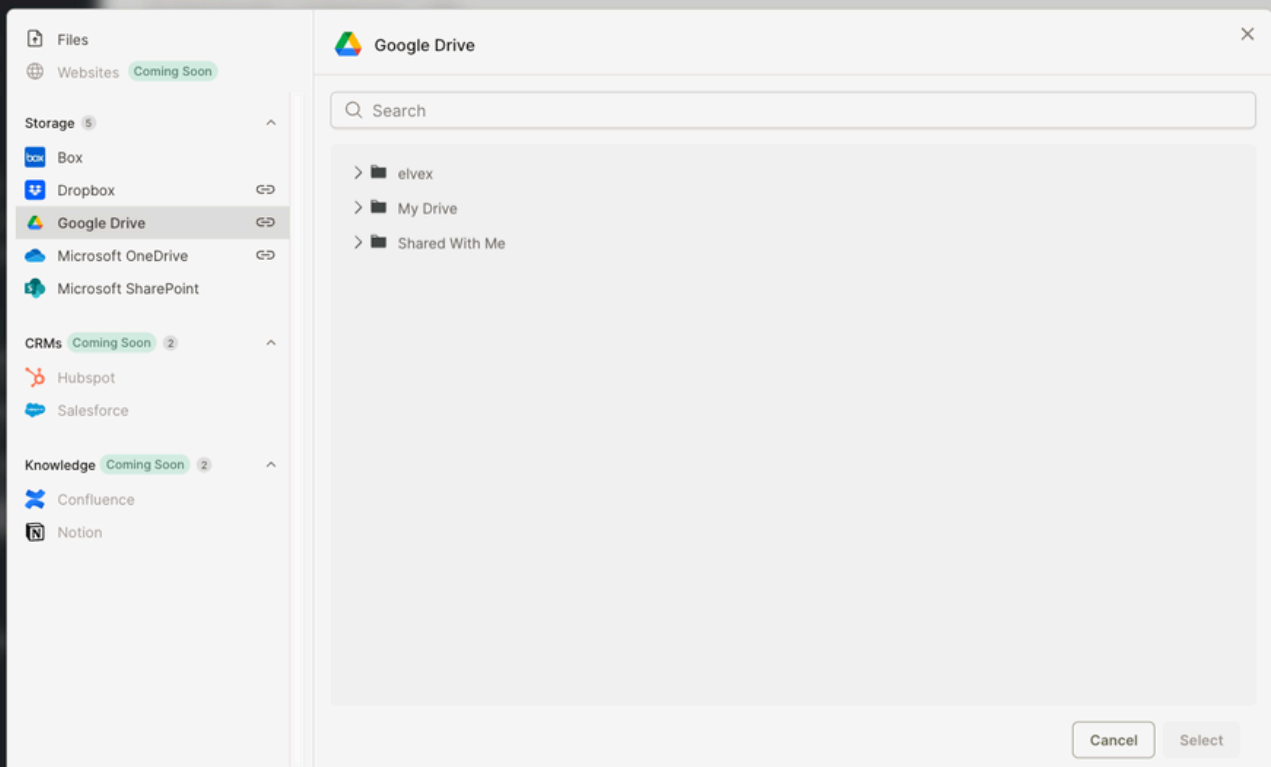 Files
Websites Coming Soon
Storage 5
box Box
Dropbox
Google Drive
Microsoft OneDrive
S Microsoft SharePoint
CRMs Coming Soon 2
Hubspot
Salesforce
Knowledge Coming Soon 2
Confluence
N Notion
Google Drive
Search
elvex
My Drive
Shared With Me
Cancel Select